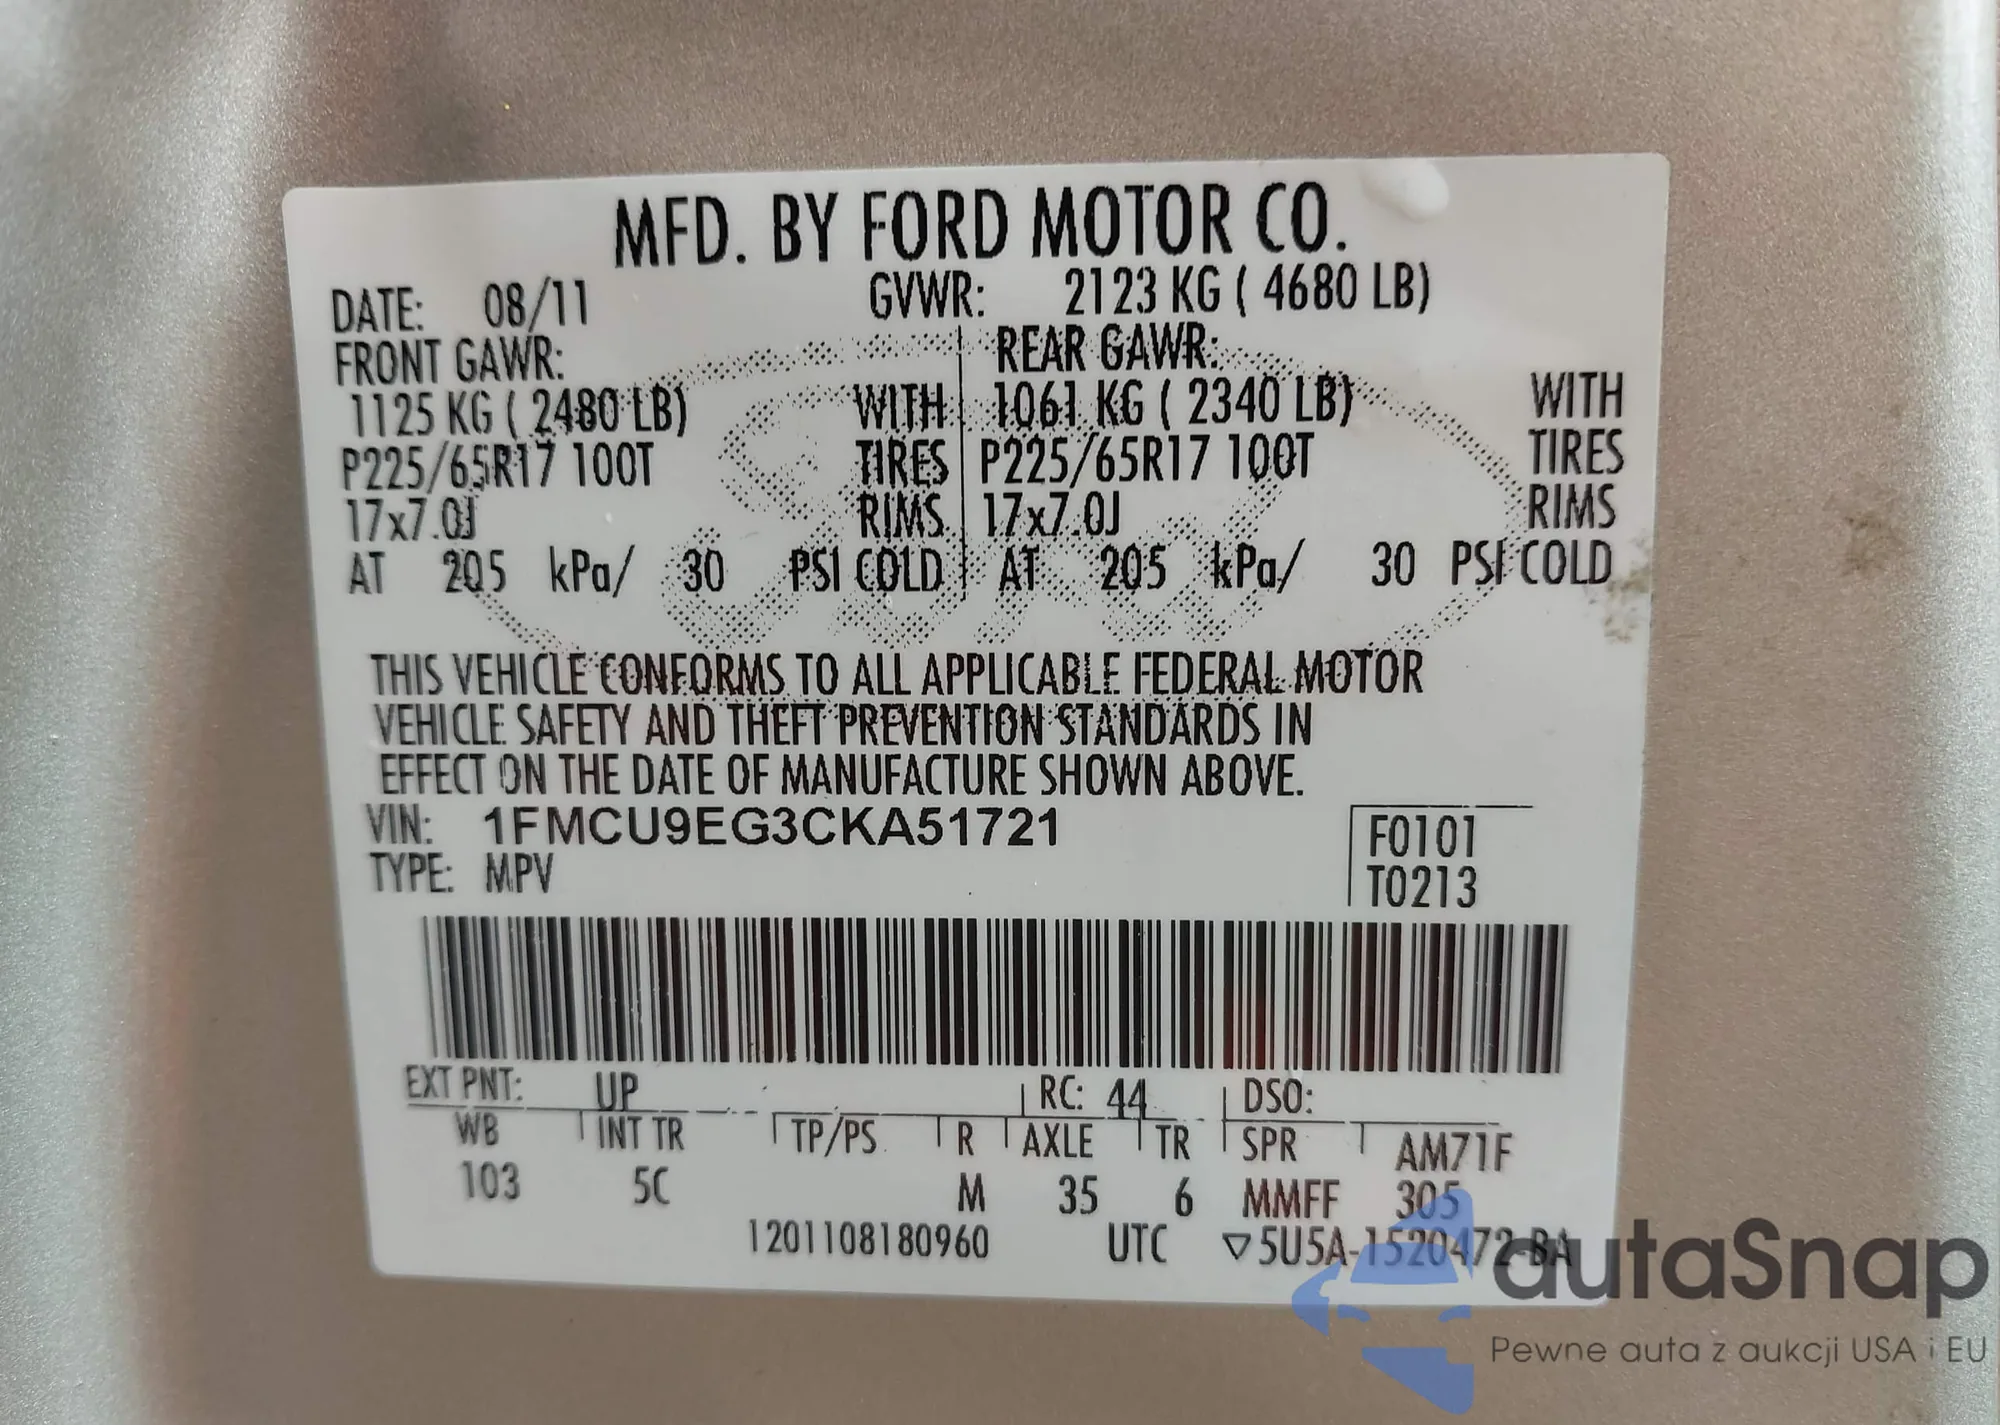 MFD. BY FORD MOTOR CO.
DATE: 08/11 GVWR: 2123 KG ( 4680 LB)
FRONT GAWR: REAR GAWR:
1125 KG ( 2480 LB) WITH 1061 KG ( 2340 LB) WITH
P225/65R17 100T TIRES P225/65R17 100T TIRES
17x7.0J RIMS 17x7.0J RIMS
AT 205 kPa/ 30 PSI COLD AT 205 kPa/ 30 PSI COLD
THIS VEHICLE CONFORMS TO ALL APPLICABLE FEDERAL MOTOR
VEHICLE SAFETY AND THEFT PREVENTION STANDARDS IN
EFFECT ON THE DATE OF MANUFACTURE SHOWN ABOVE.
VIN: 1FMCU9EG3CKA51721 F0101
TYPE: MPV T0213
EXT PNT: UP RC: 44 DSO:
WB INT TR TP/PS R AXLE TR SPR AM71F
103 5C M 35 6 MMFF 305
1201108180960 UTC ▽5U5A-1520472-BA
autaSnap
Pewne auta z aukcji USA i EU